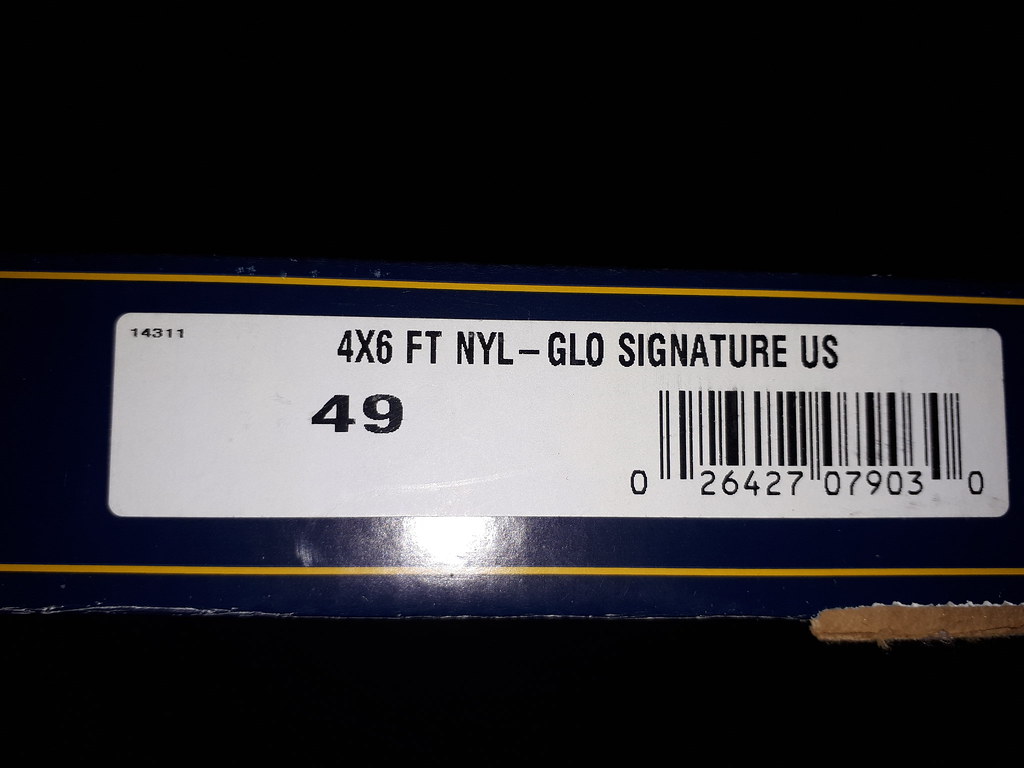 14311
4X6 FT NYL-GLO SIGNATURE US
49
0 26427 07903 0